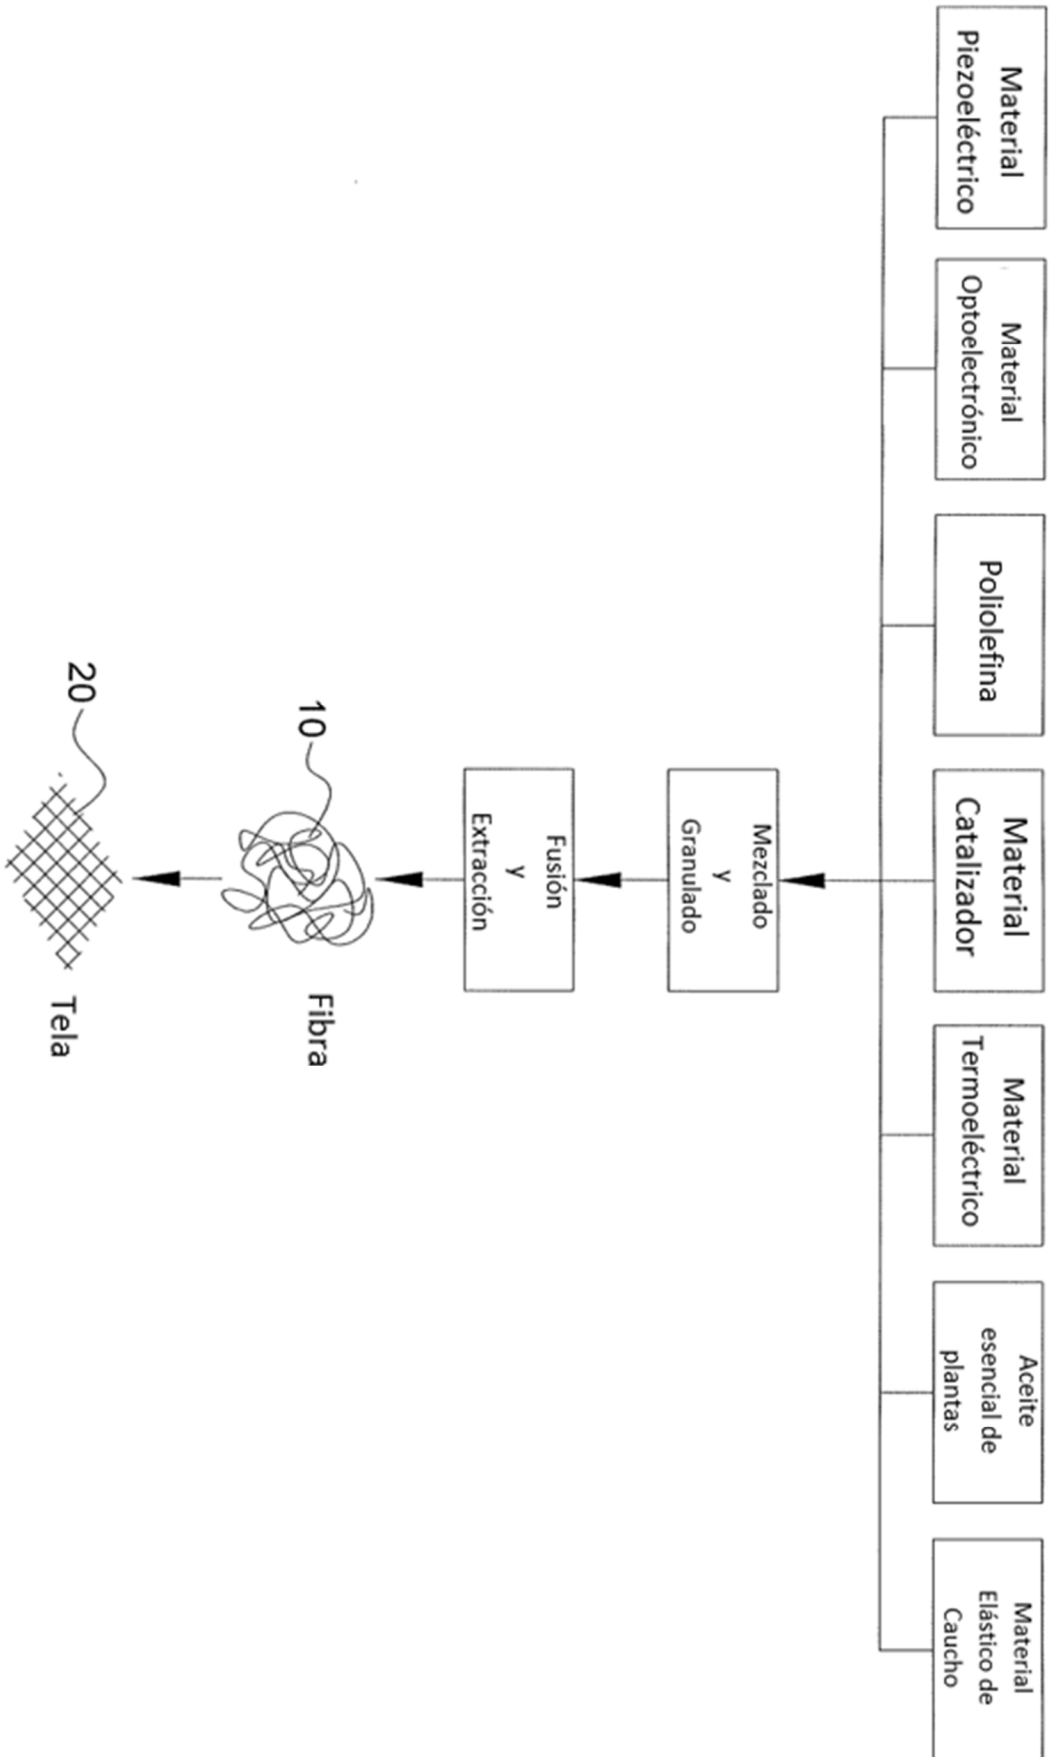 Material
Piezoeléctrico
Material
Optoelectrónico
Poliolefina
Material
Catalizador
Material
Termoeléctrico
Aceite
esencial de
plantas
Material
Elástico de
Caucho
Mezclado
y
Granulado
Fusión
y
Extracción
10
Fibra
20
Tela